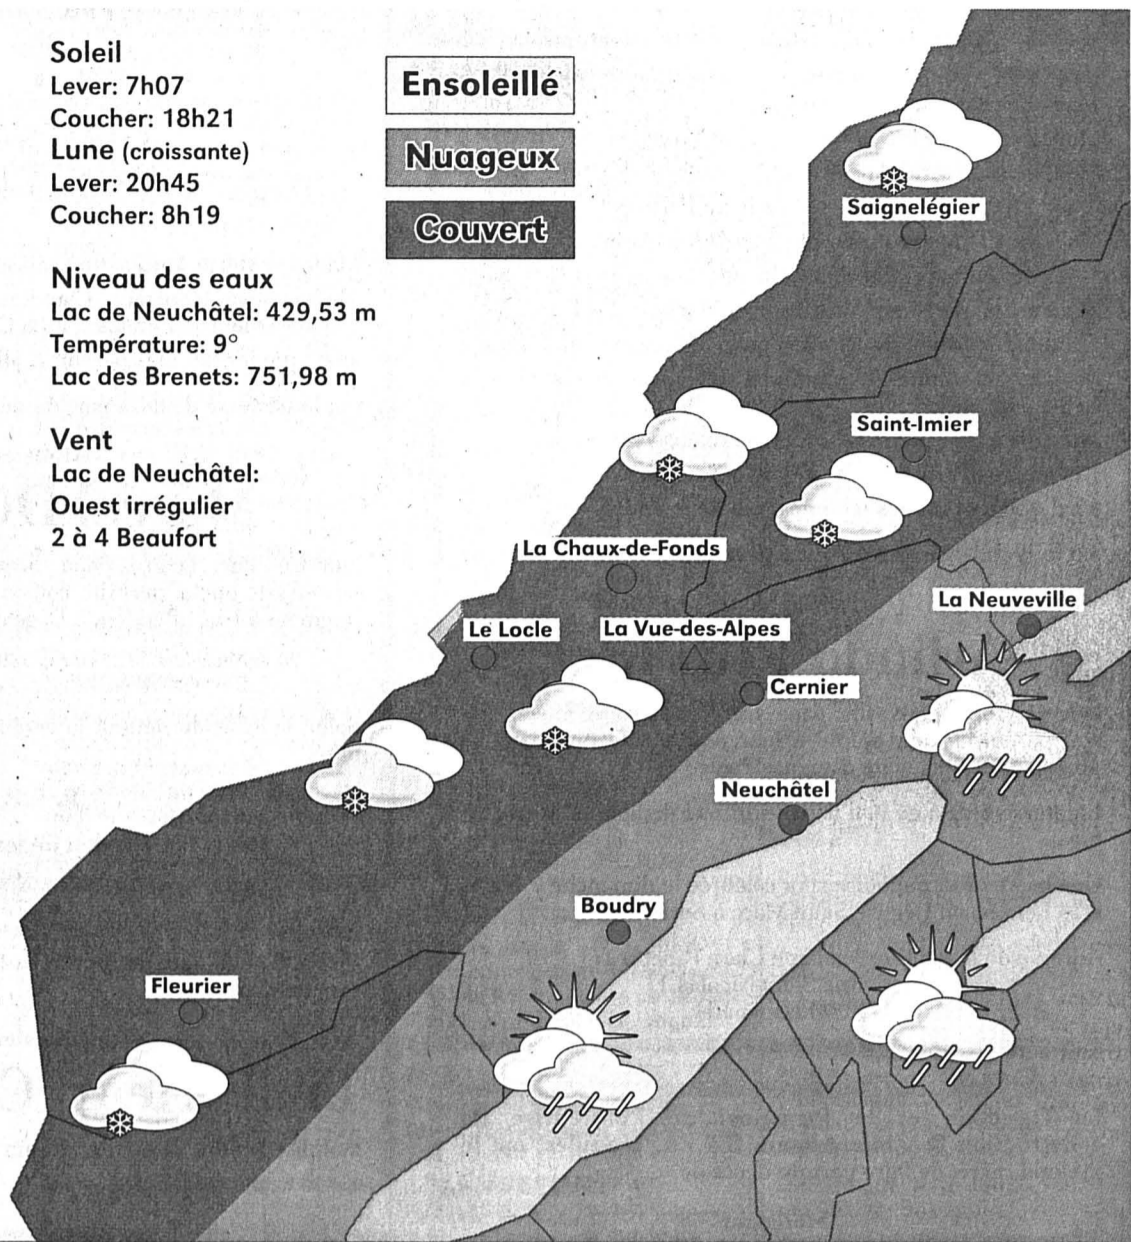 Soleil
Lever: 7h07
Coucher: 18h21
Lune (croissante)
Lever: 20h45
Coucher: 8h19
Niveau des eaux
Lac de Neuchâtel: 429,53 m
Température: 9°
Lac des Brenets: 751,98 m
Vent
Lac de Neuchâtel:
Ouest irrégulier
2 à 4 Beaufort
Ensoleillé
Nuageux
Couvert
Saignelégier
Saint-Imier
La Chaux-de-Fonds
La Neuveville
Le Locle
La Vue-des-Alpes
Cernier
Neuchâtel
Boudry
Fleurier